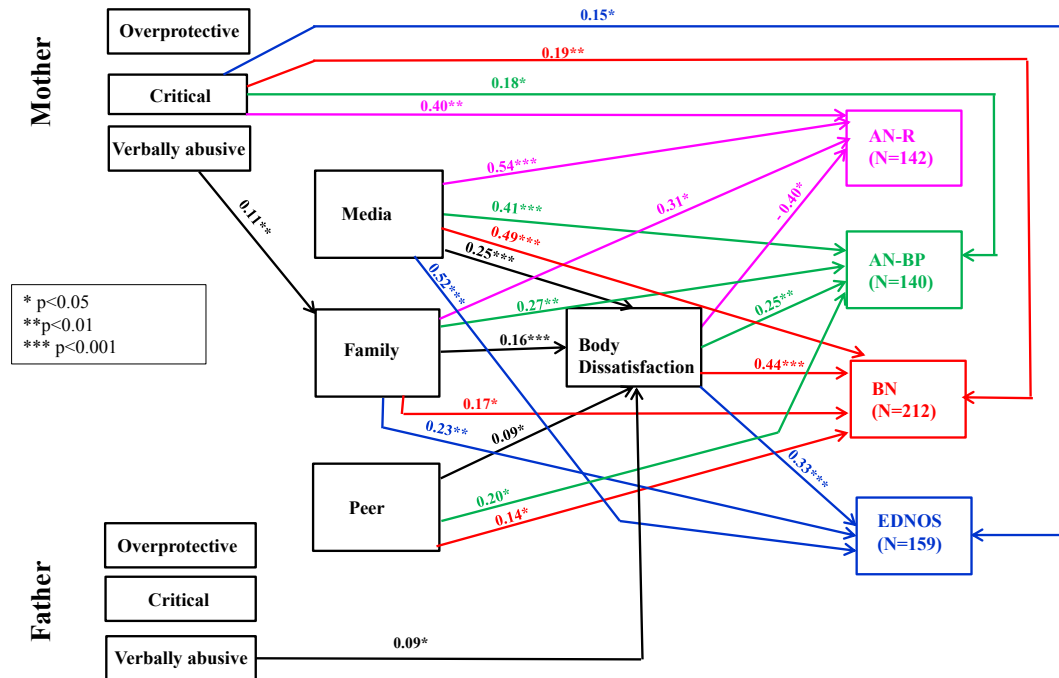 Mother
Overprotective
Critical
Verbally abusive
0.15*
0.19**
0.18*
0.40**
AN-R
(N=142)
0.54***
0.31*
- 0.40*
Media
0.11**
0.41***
0.49***
0.25***
0.52***
AN-BP
(N=140)
* p<0.05
**p<0.01
*** p<0.001
0.27**
0.25**
Family
0.16***
Body
Dissatisfaction
0.44***
BN
(N=212)
0.17*
0.23**
0.09*
0.33***
Peer
0.20*
0.14*
EDNOS
(N=159)
Father
Overprotective
Critical
Verbally abusive
0.09*